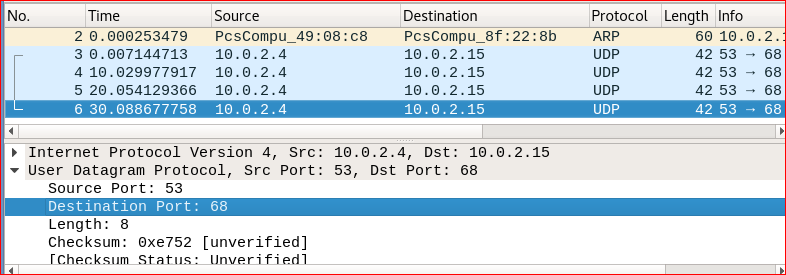 No. Time Source Destination Protocol Length Info
2 0.000253479 PcsCompu_49:08:c8 PcsCompu_8f:22:8b ARP 60 10.0.2.1
3 0.007144713 10.0.2.4 10.0.2.15 UDP 42 53 → 68
4 10.029977917 10.0.2.4 10.0.2.15 UDP 42 53 → 68
5 20.054129366 10.0.2.4 10.0.2.15 UDP 42 53 → 68
6 30.088677758 10.0.2.4 10.0.2.15 UDP 42 53 → 68
Internet Protocol Version 4, Src: 10.0.2.4, Dst: 10.0.2.15
User Datagram Protocol, Src Port: 53, Dst Port: 68
Source Port: 53
Destination Port: 68
Length: 8
Checksum: 0xe752 [unverified]
[Checksum Status: Unverified]